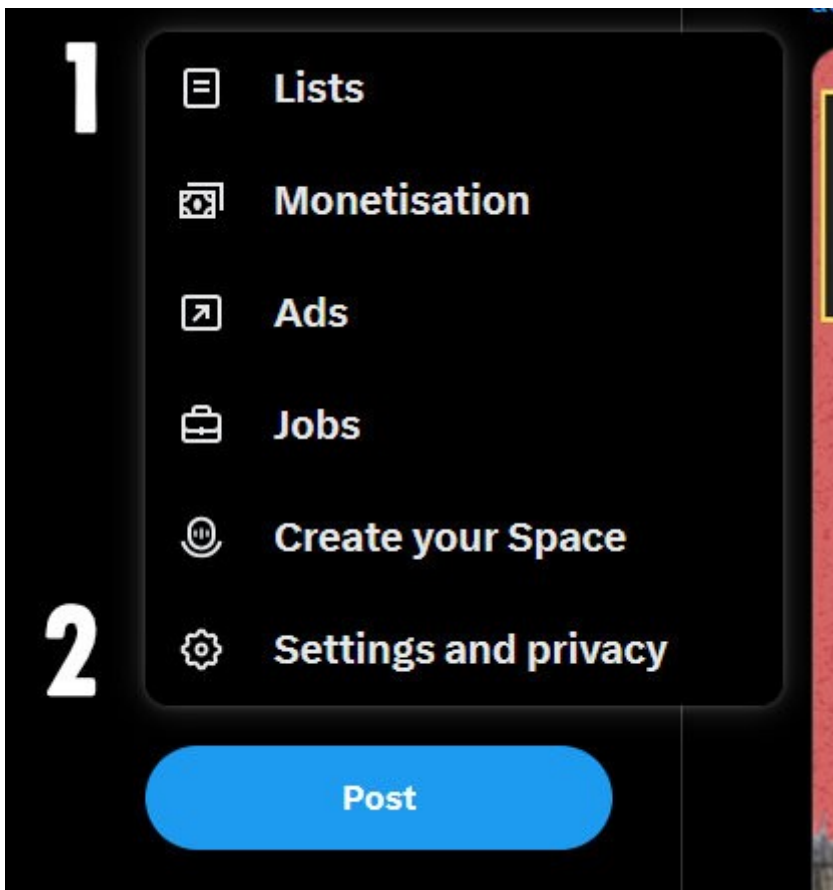 1 Lists
Monetisation
Ads
Jobs
Create your Space
2 Settings and privacy
Post